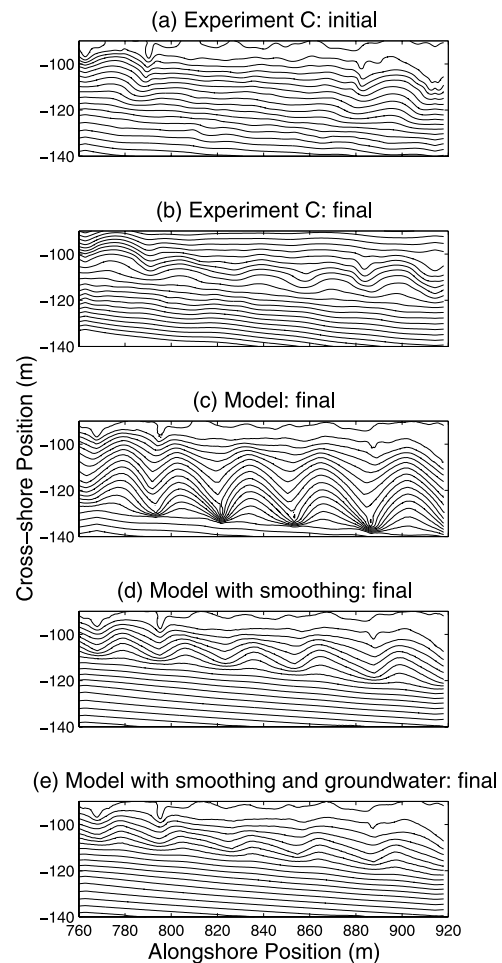 (a) Experiment C: initial
−100
−120
−140
(b) Experiment C: final
−100
−120
−140
(c) Model: final
−100
−120
−140
Cross−shore Position (m)
(d) Model with smoothing: final
−100
−120
−140
(e) Model with smoothing and groundwater: final
−100
−120
−140
760 780 800 820 840 860 880 900 920
Alongshore Position (m)